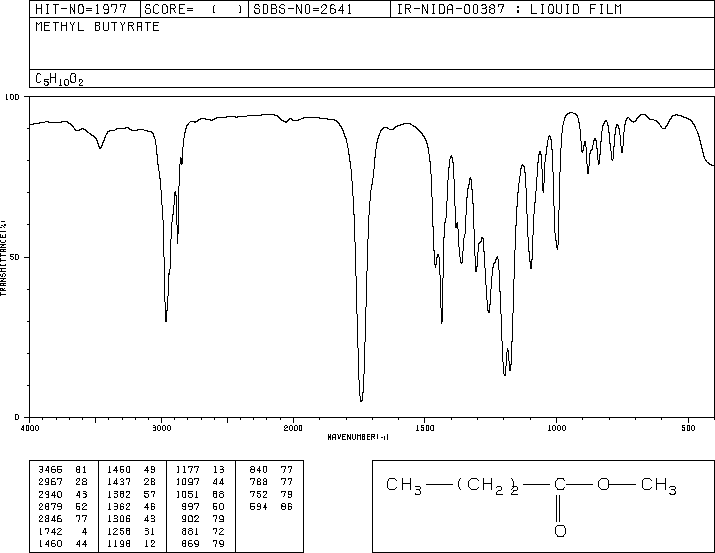 HIT-NO=1977 SCORE= ( ) SDBS-NO=2641 IR-NIDA-00387 : LIQUID FILM
METHYL BUTYRATE
C5H10O2
100
50
0
TRANSMITTANCE(%)
4000 3000 2000 1500 1000 500
WAVENUMBER(-1)
3466 81 1460 49 1177 13 840 77
2967 28 1437 28 1097 44 788 77
2940 43 1382 57 1051 68 752 79
2879 52 1362 46 997 50 594 86
2846 77 1306 43 902 79
1742 4 1258 31 881 72
1460 44 1198 12 869 79
CH3—(CH2)2—C—O—CH3
O